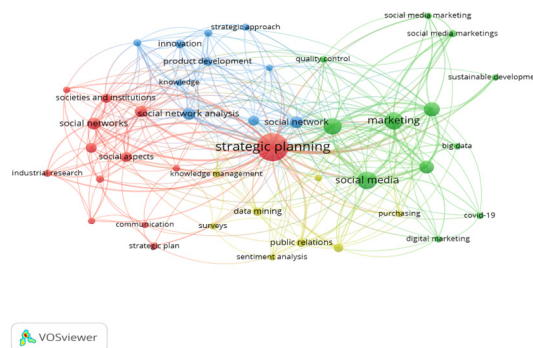 strategic approach
social media marketing
innovation
social media marketings
product development
quality control
sustainable developme
knowledge
societies and institutions
social network analysis
social network
marketing
social networks
strategic planning
big data
social aspects
industrial research
knowledge management
social media
data mining
purchasing
covid-19
communication
surveys
strategic plan
public relations
digital marketing
sentiment analysis
VOSviewer